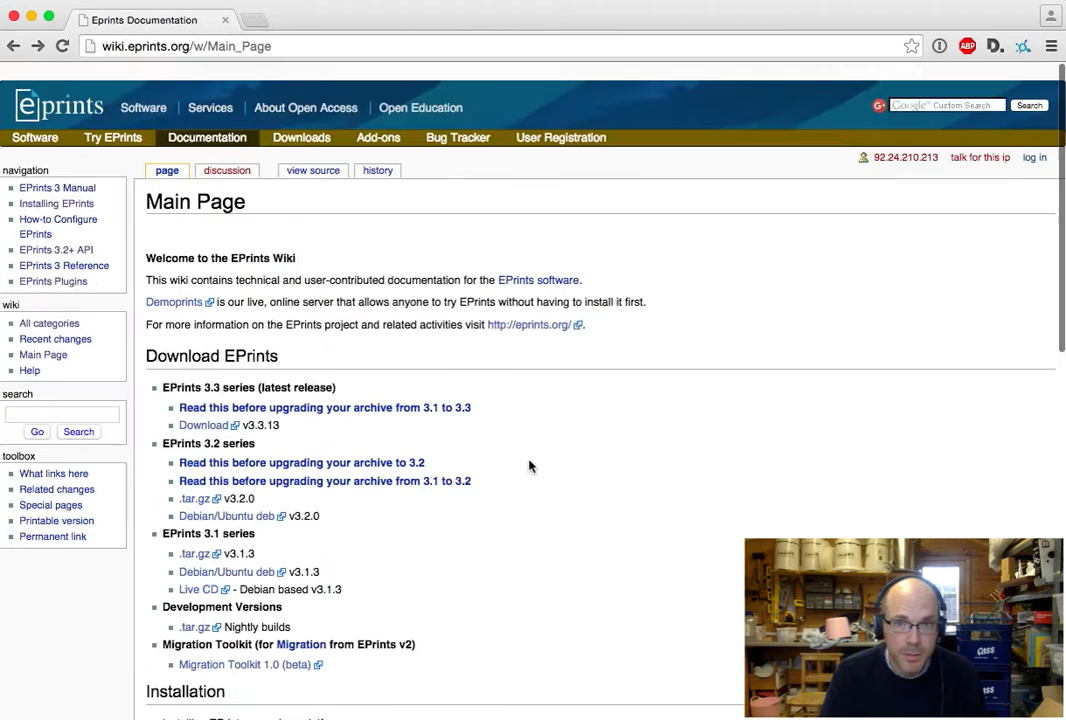 Eprints Documentation
wiki.eprints.org/w/Main_Page
ABP
D.
[e]prints
Software
Services
About Open Access
Open Education
Google™ Custom Search
Search
Software
Try EPrints
Documentation
Downloads
Add-ons
Bug Tracker
User Registration
92.24.210.213
talk for this ip
log in
page
discussion
view source
history
navigation
EPrints 3 Manual
Installing EPrints
How-to Configure
EPrints
EPrints 3.2+ API
EPrints 3 Reference
EPrints Plugins
wiki
All categories
Recent changes
Main Page
Help
search
Go
Search
toolbox
What links here
Related changes
Special pages
Printable version
Permanent link
Main Page
Welcome to the EPrints Wiki
This wiki contains technical and user-contributed documentation for the EPrints software.
Demoprints is our live, online server that allows anyone to try EPrints without having to install it first.
For more information on the EPrints project and related activities visit http://eprints.org/.
Download EPrints
EPrints 3.3 series (latest release)
Read this before upgrading your archive from 3.1 to 3.3
Download v3.3.13
EPrints 3.2 series
Read this before upgrading your archive to 3.2
Read this before upgrading your archive from 3.1 to 3.2
.tar.gz v3.2.0
Debian/Ubuntu deb v3.2.0
EPrints 3.1 series
.tar.gz v3.1.3
Debian/Ubuntu deb v3.1.3
Live CD - Debian based v3.1.3
Development Versions
.tar.gz Nightly builds
Migration Toolkit (for Migration from EPrints v2)
Migration Toolkit 1.0 (beta)
Installation
Cass
Cass
Cass